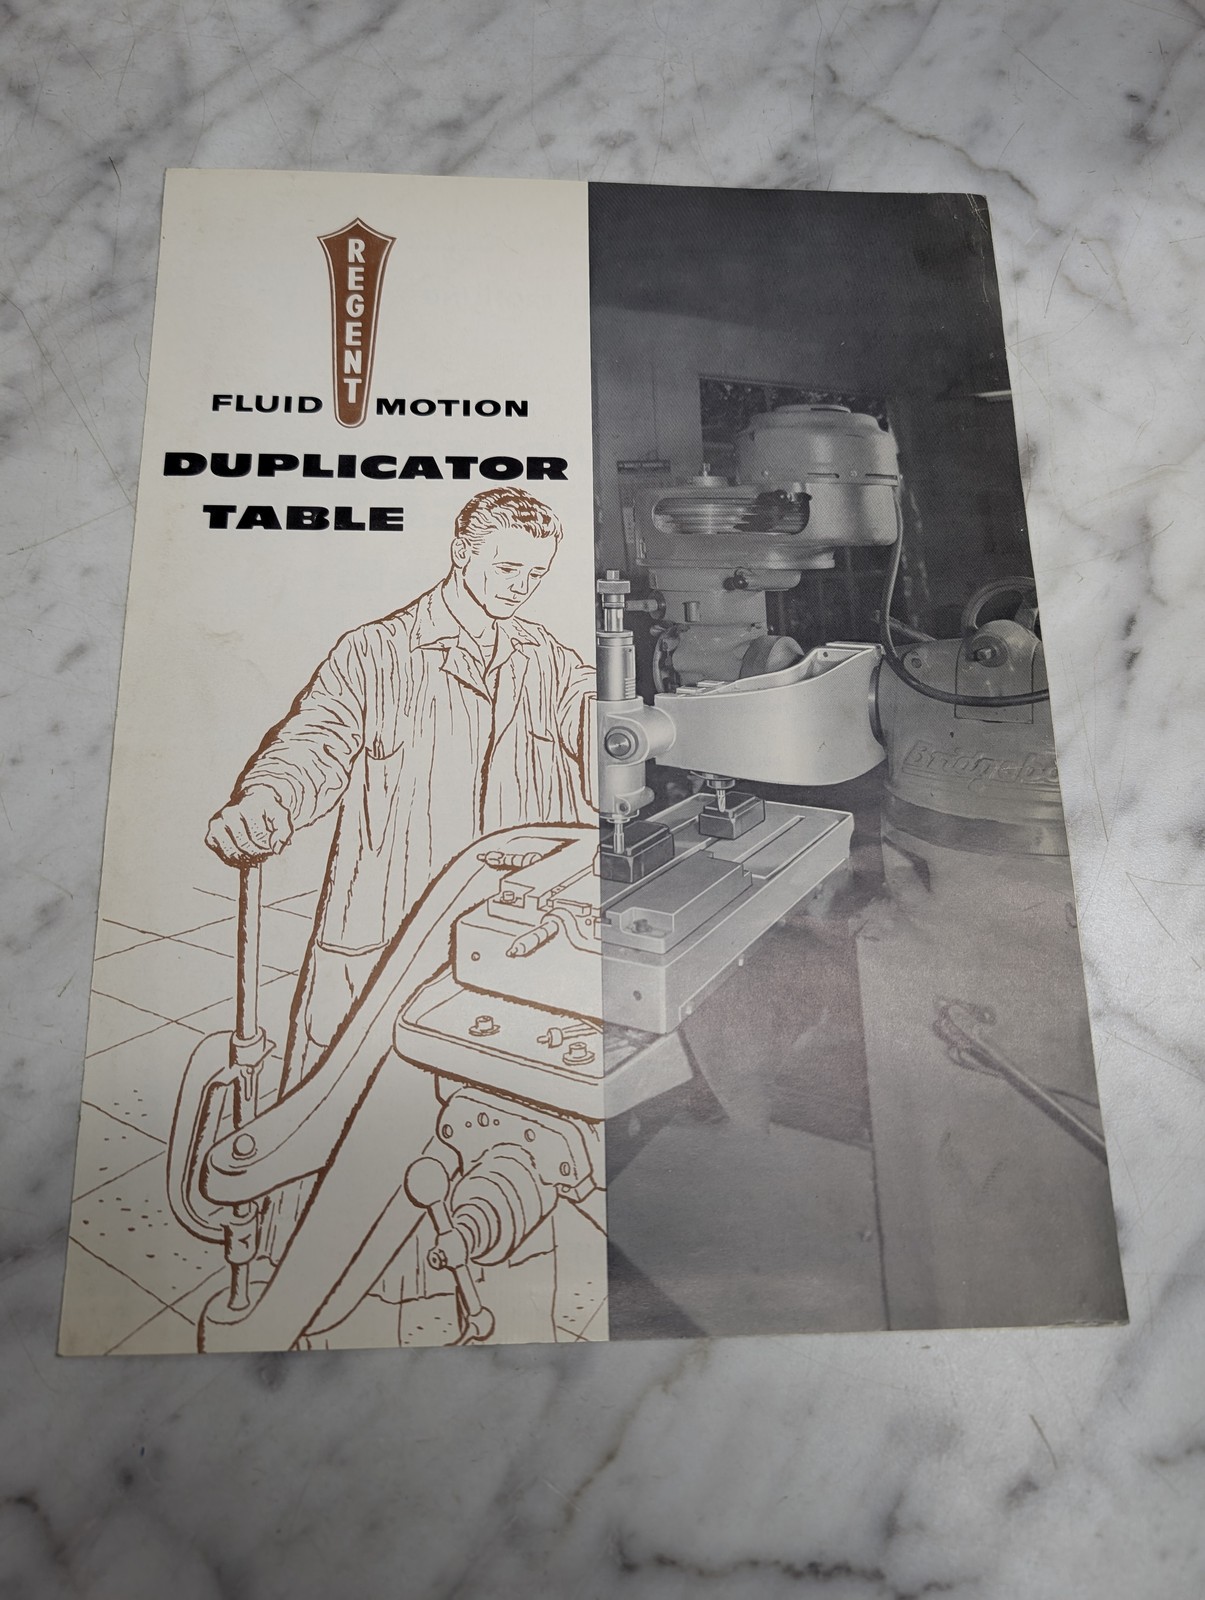 REGENT
FLUID MOTION
DUPLICATOR
TABLE